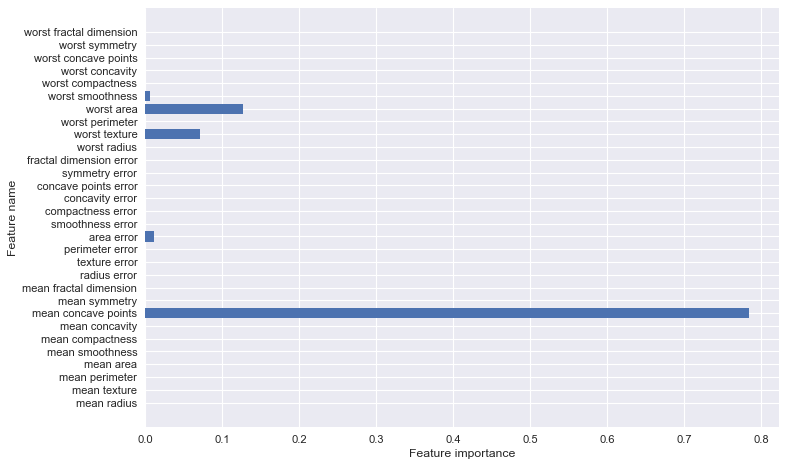 worst fractal dimension
worst symmetry
worst concave points
worst concavity
worst compactness
worst smoothness
worst area
worst perimeter
worst texture
worst radius
fractal dimension error
symmetry error
concave points error
concavity error
compactness error
smoothness error
area error
perimeter error
texture error
radius error
mean fractal dimension
mean symmetry
mean concave points
mean concavity
mean compactness
mean smoothness
mean area
mean perimeter
mean texture
mean radius
Feature name
0.0 0.1 0.2 0.3 0.4 0.5 0.6 0.7 0.8
Feature importance